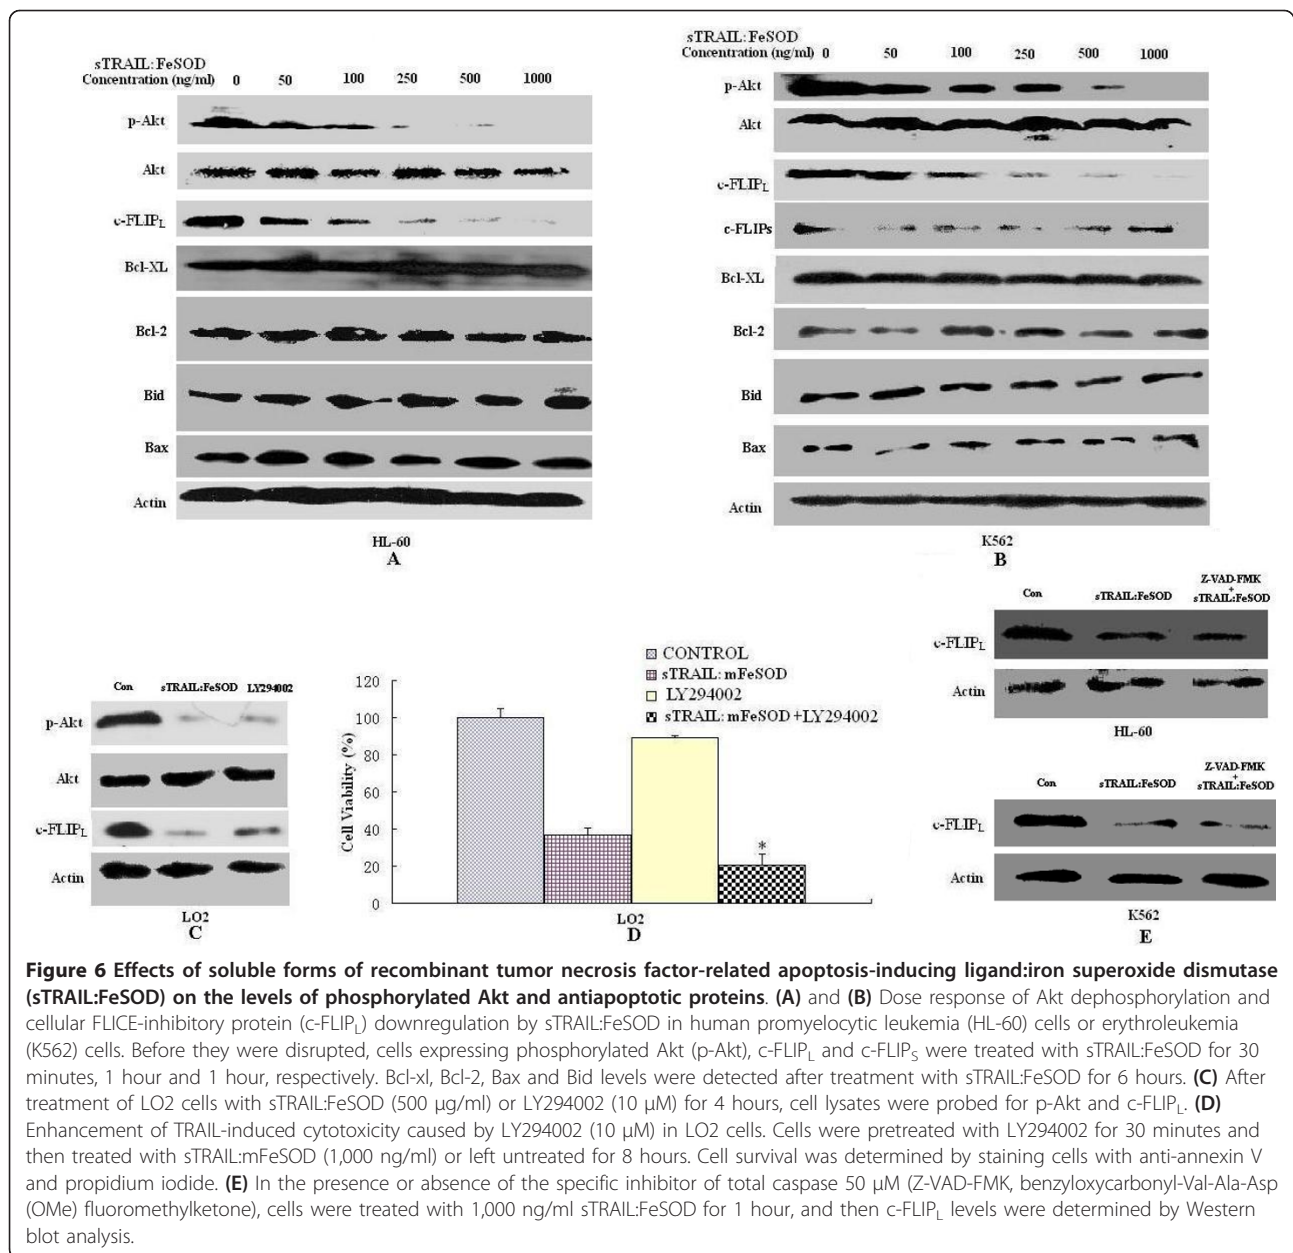 sTRAIL:FeSOD
Concentration (ng/ml) 0 50 100 250 500 1000
p-Akt
Akt
c-FLIPL
Bcl-XL
Bcl-2
Bid
Bax
Actin
HL-60
A
sTRAIL:FeSOD
Concentration (ng/ml) 0 50 100 250 500 1000
p-Akt
Akt
c-FLIPL
c-FLIPs
Bcl-XL
Bcl-2
Bid
Bax
Actin
K562
B
Con sTRAIL:FeSOD LY294002
p-Akt
Akt
c-FLIPL
Actin
LO2
C
CONTROL
sTRAIL:mFeSOD
LY294002
sTRAIL:mFeSOD+LY294002
Cell Viability (%)
120
100
80
60
40
20
0
*
LO2
D
Z-VAD-FMK
+
Con sTRAIL:FeSOD sTRAIL:FeSOD
c-FLIPL
Actin
HL-60
Z-VAD-FMK
+
Con sTRAIL:FeSOD sTRAIL:FeSOD
c-FLIPL
Actin
K562
E
Figure 6 Effects of soluble forms of recombinant tumor necrosis factor-related apoptosis-inducing ligand:iron superoxide dismutase
(sTRAIL:FeSOD) on the levels of phosphorylated Akt and antiapoptotic proteins. (A) and (B) Dose response of Akt dephosphorylation and
cellular FLICE-inhibitory protein (c-FLIPL) downregulation by sTRAIL:FeSOD in human promyelocytic leukemia (HL-60) cells or erythroleukemia
(K562) cells. Before they were disrupted, cells expressing phosphorylated Akt (p-Akt), c-FLIPL and c-FLIPS were treated with sTRAIL:FeSOD for 30
minutes, 1 hour and 1 hour, respectively. Bcl-xl, Bcl-2, Bax and Bid levels were detected after treatment with sTRAIL:FeSOD for 6 hours. (C) After
treatment of LO2 cells with sTRAIL:FeSOD (500 μg/ml) or LY294002 (10 μM) for 4 hours, cell lysates were probed for p-Akt and c-FLIPL. (D)
Enhancement of TRAIL-induced cytotoxicity caused by LY294002 (10 μM) in LO2 cells. Cells were pretreated with LY294002 for 30 minutes and
then treated with sTRAIL:mFeSOD (1,000 ng/ml) or left untreated for 8 hours. Cell survival was determined by staining cells with anti-annexin V
and propidium iodide. (E) In the presence or absence of the specific inhibitor of total caspase 50 μM (Z-VAD-FMK, benzyloxycarbonyl-Val-Ala-Asp
(OMe) fluoromethylketone), cells were treated with 1,000 ng/ml sTRAIL:FeSOD for 1 hour, and then c-FLIPL levels were determined by Western
blot analysis.